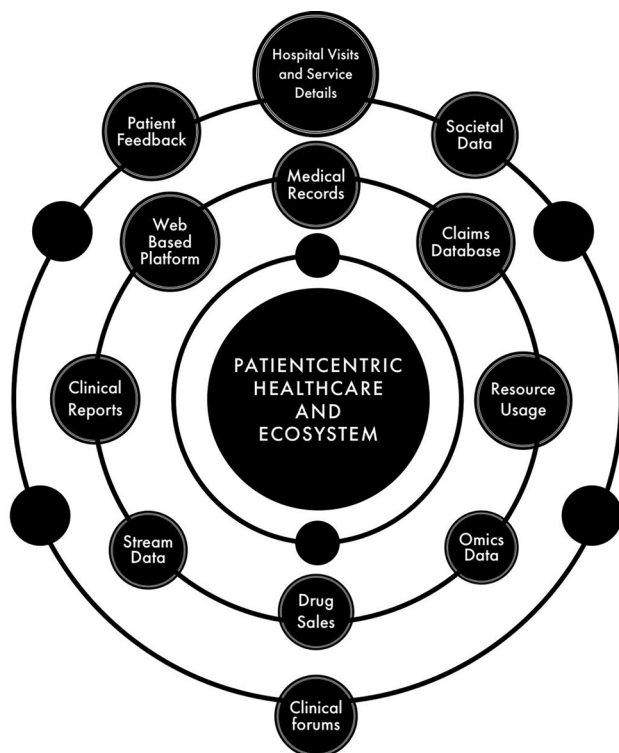 Hospital Visits
and Service
Details
Patient
Feedback
Societal
Data
Medical
Records
Web
Based
Platform
Claims
Database
PATIENTCENTRIC
HEALTHCARE
AND
ECOSYSTEM
Clinical
Reports
Resource
Usage
Stream
Data
Omics
Data
Drug
Sales
Clinical
forums